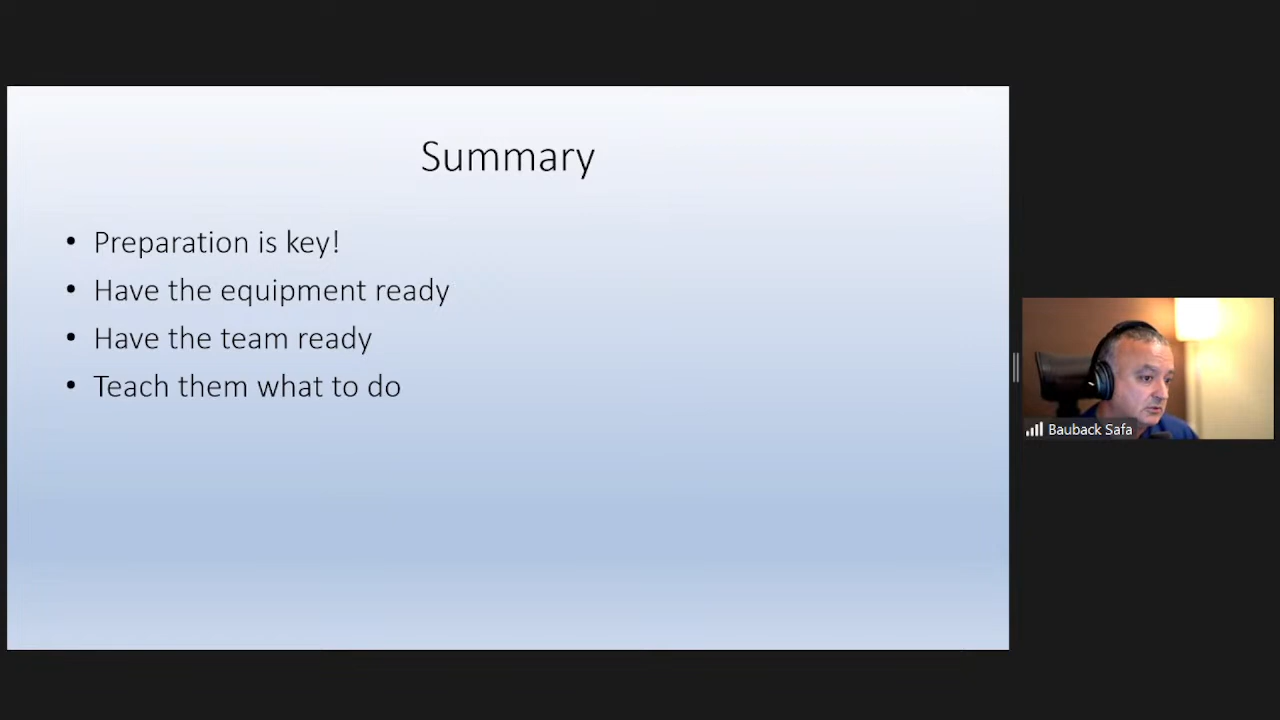 Summary
• Preparation is key!
• Have the equipment ready
• Have the team ready
• Teach them what to do
Bauback Safa